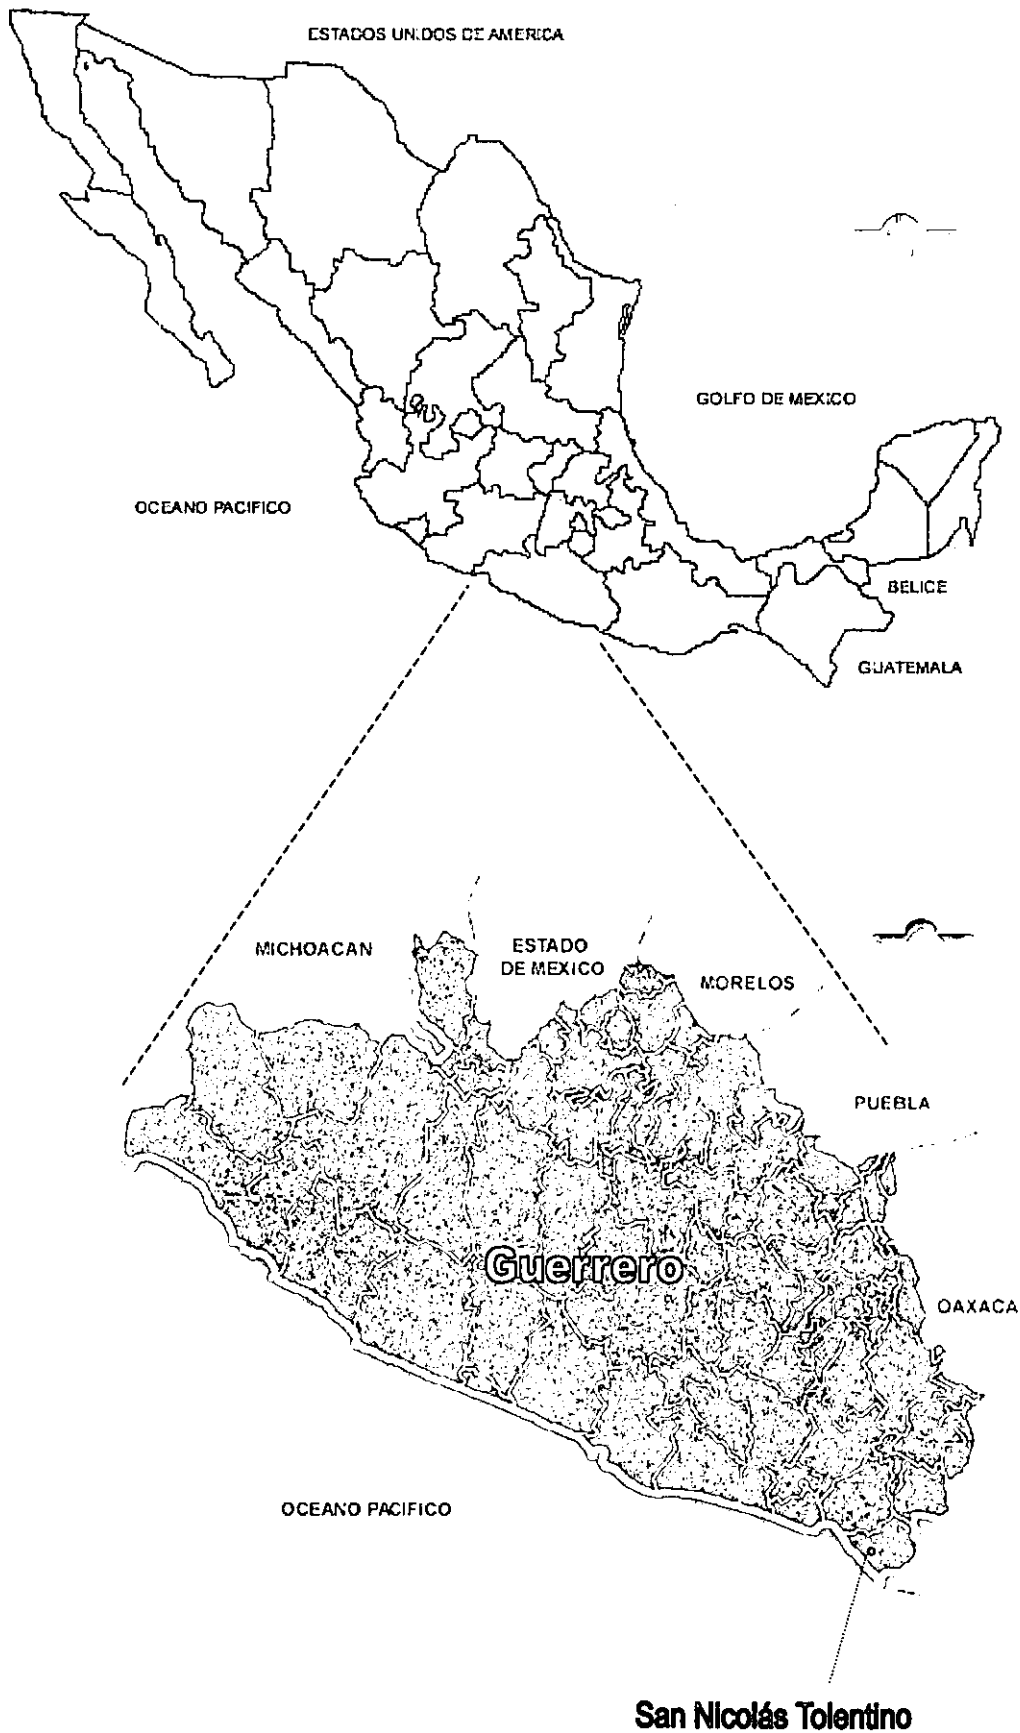 ESTADOS UNIDOS DE AMERICA
GOLFO DE MEXICO
OCEANO PACIFICO
BELICE
GUATEMALA
MICHOACAN
ESTADO
DE MEXICO
MORELOS
PUEBLA
Guerrero
OAXACA
OCEANO PACIFICO
San Nicolás Tolentino